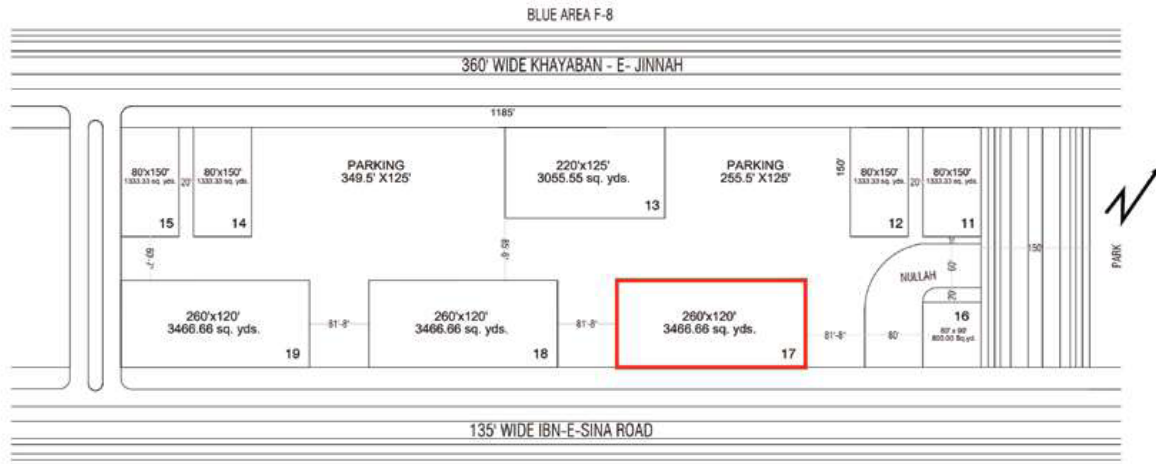 BLUE AREA F-8
360' WIDE KHAYABAN - E- JINNAH
1185'
80'x150'
1333.33 sq. yds.
15
20'
80'x150'
1333.33 sq. yds.
14
PARKING
349.5' X125'
220'x125'
3055.55 sq. yds.
13
PARKING
255.5' X125'
150'
80'x150'
1333.33 sq. yds.
12
20'
80'x150'
1333.33 sq. yds.
11
PARK
150'
NULLAH
60'
20'
260'x120'
3466.66 sq. yds.
19
81'-8'
260'x120'
3466.66 sq. yds.
18
81'-8'
260'x120'
3466.66 sq. yds.
17
81'-8'
80'
16
135' WIDE IBN-E-SINA ROAD